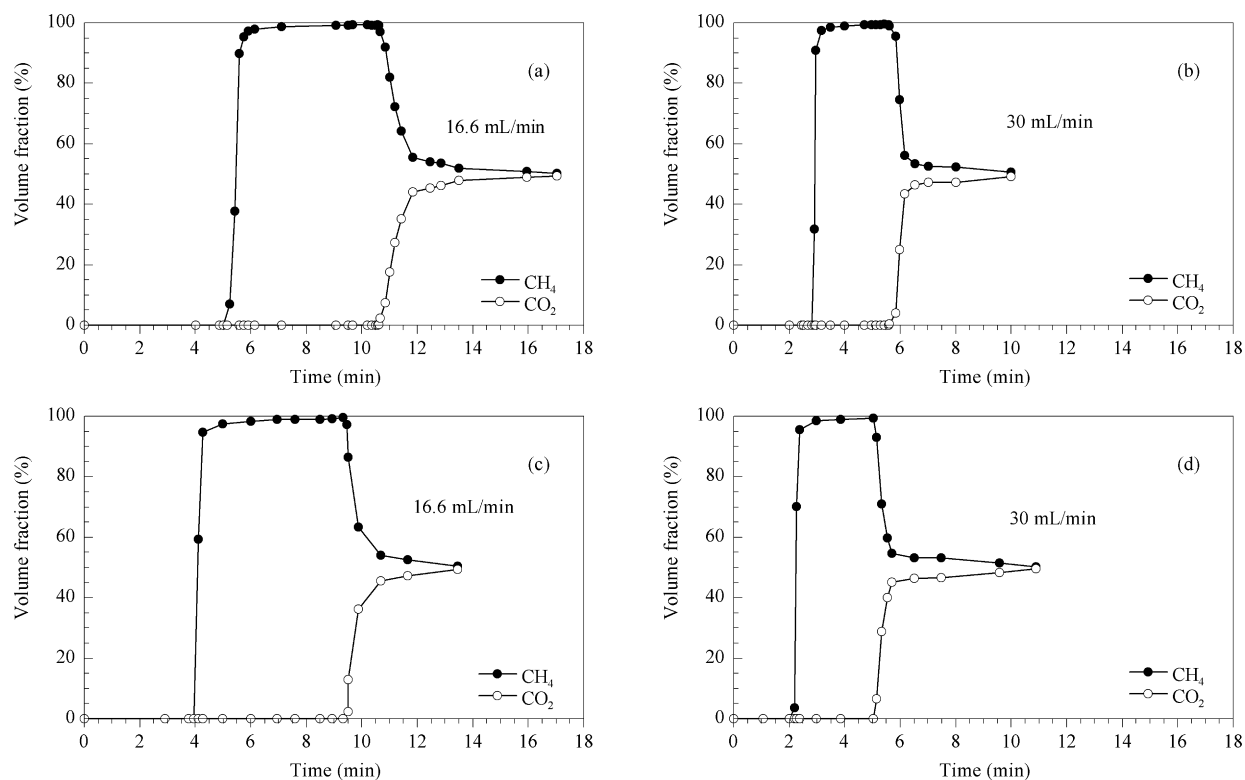 100
80
60
40
20
0
Volume fraction (%)
(a)
16.6 mL/min
CH4
CO2
0 2 4 6 8 10 12 14 16 18
Time (min)
100
80
60
40
20
0
Volume fraction (%)
(b)
30 mL/min
CH4
CO2
0 2 4 6 8 10 12 14 16 18
Time (min)
100
80
60
40
20
0
Volume fraction (%)
(c)
16.6 mL/min
CH4
CO2
0 2 4 6 8 10 12 14 16 18
Time (min)
100
80
60
40
20
0
Volume fraction (%)
(d)
30 mL/min
CH4
CO2
0 2 4 6 8 10 12 14 16 18
Time (min)